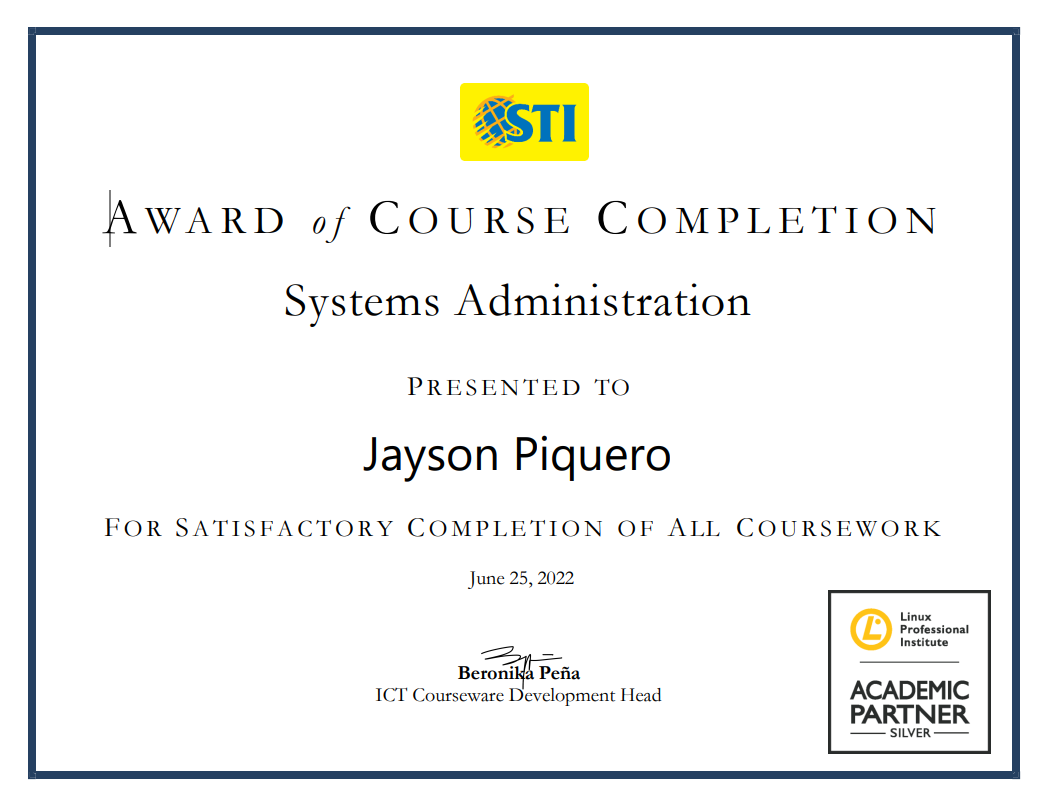 STI
AWARD of COURSE COMPLETION
Systems Administration
PRESENTED TO
Jayson Piquero
FOR SATISFACTORY COMPLETION OF ALL COURSEWORK
June 25, 2022
Beronika Peña
ICT Courseware Development Head
Linux
Professional
Institute
ACADEMIC
PARTNER
SILVER